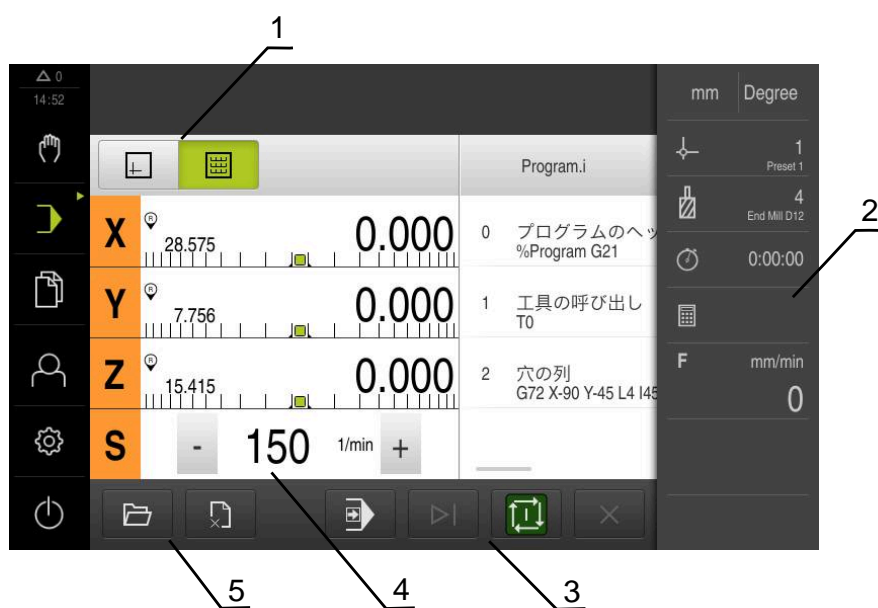 1
△ 0
14:52
mm Degree
Program.i
1
Preset 1
4
End Mill D12
2
X R 28.575 0.000
0 プログラムのヘッ
%Program G21
0:00:00
Y R 7.756 0.000
1 工具の呼び出し
T0
Z R 15.415 0.000
2 穴の列
G72 X-90 Y-45 L4 I45
F mm/min
0
S - 150 1/min +
5
4
3